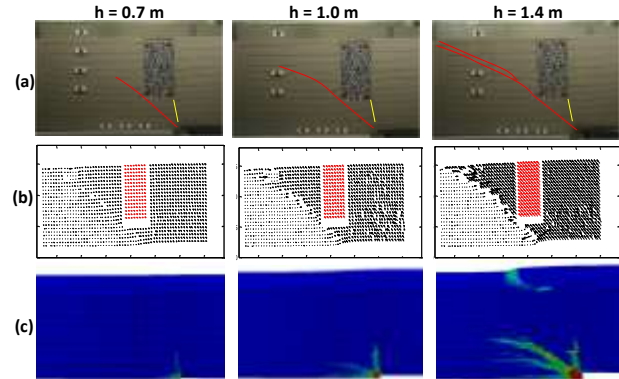 h = 0.7 m
h = 1.0 m
h = 1.4 m
(a)
(b)
(c)